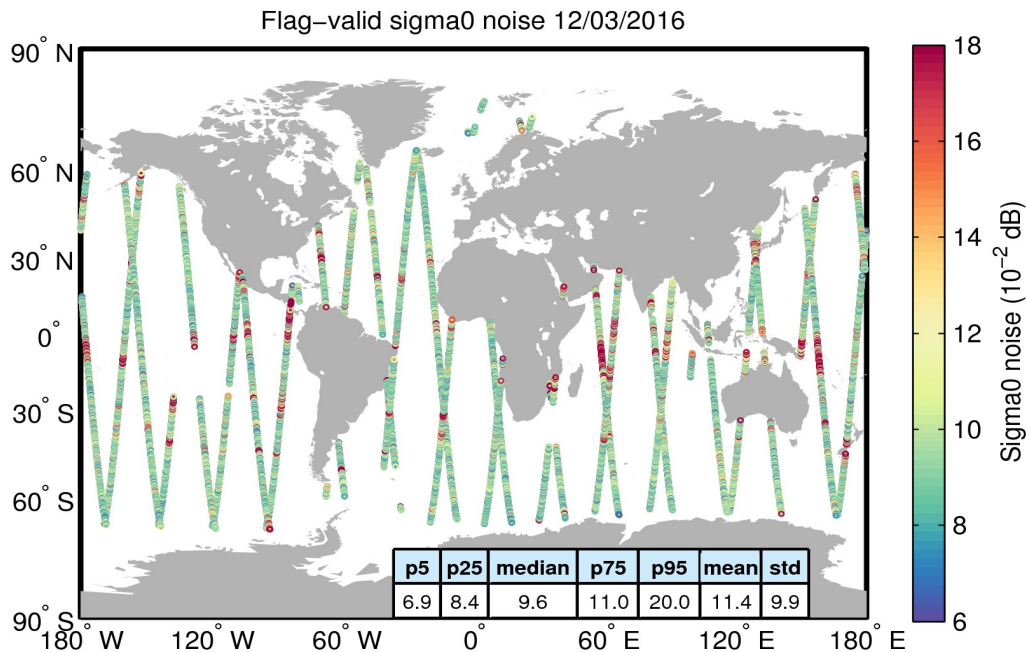 Flag−valid sigma0 noise 12/03/2016
90° N
60° N
30° N
0°
30° S
60° S
90° S
180° W 120° W 60° W 0° 60° E 120° E 180° E
p5 p25 median p75 p95 mean std
6.9 8.4 9.6 11.0 20.0 11.4 9.9
18
16
14
12
10
8
6
Sigma0 noise (10⁻² dB)